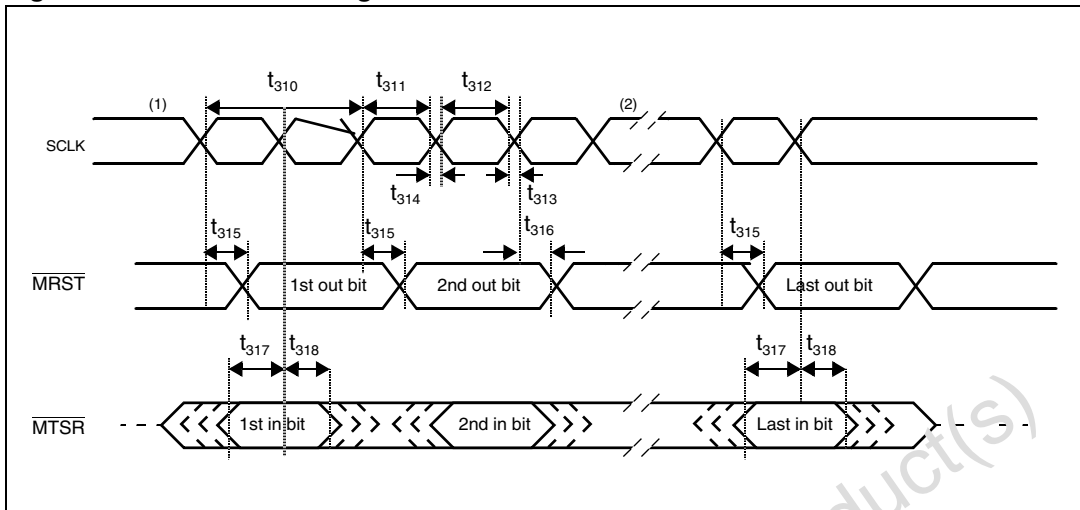 t310 t311 t312
(1) (2)
SCLK
t314 t313
t315 t315 t316 t315
MRST 1st out bit 2nd out bit Last out bit
t317 t318 t317 t318
MTSR 1st in bit 2nd in bit Last in bit
duct(s)